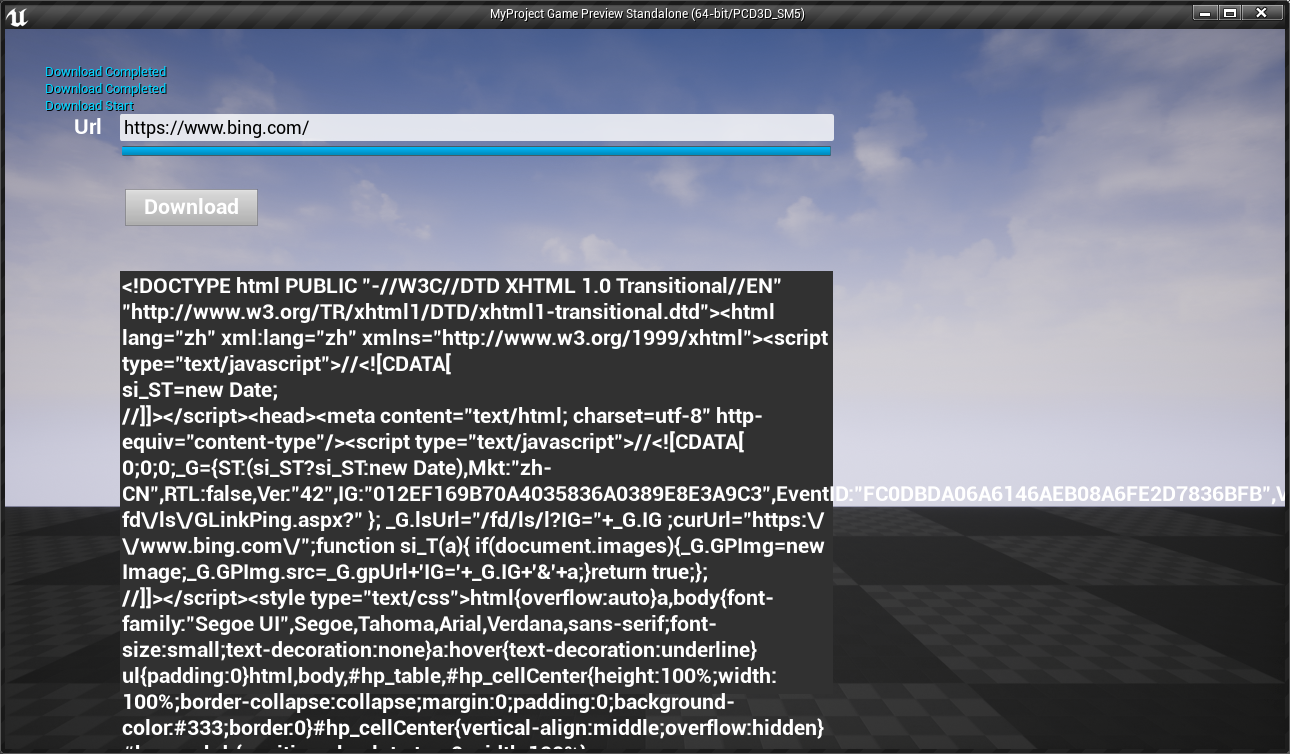 MyProject Game Preview Standalone (64-bit/PCD3D_SM5)
Download Completed
Download Completed
Download Start
Url
https://www.bing.com/
Download
<!DOCTYPE html PUBLIC "-//W3C//DTD XHTML 1.0 Transitional//EN"
"http://www.w3.org/TR/xhtml1/DTD/xhtml1-transitional.dtd"><html
lang="zh" xml:lang="zh" xmlns="http://www.w3.org/1999/xhtml"><script
type="text/javascript">//<![CDATA[
si_ST=new Date;
//]]></script><head><meta content="text/html; charset=utf-8" http-
equiv="content-type"/><script type="text/javascript">//<![CDATA[
0;0;0;_G={ST:(si_ST?si_ST:new Date),Mkt:"zh-
CN",RTL:false,Ver:"42",IG:"012EF169B70A4035836A0389E8E3A9C3",EventID:"FC0DBDA06A6146AEB08A6FE2D7836BFB",V
fd\/ls\/GLinkPing.aspx?" }; _G.lsUrl="/fd/ls/l?IG="+_G.IG ;curUrl="https:\/
\/www.bing.com\/";function si_T(a){ if(document.images){_G.GPImg=new
Image;_G.GPImg.src=_G.gpUrl+'IG='+_G.IG+'&'+a;}return true;};
//]]></script><style type="text/css">html{overflow:auto}a,body{font-
family:"Segoe UI",Segoe,Tahoma,Arial,Verdana,sans-serif;font-
size:small;text-decoration:none}a:hover{text-decoration:underline}
ul{padding:0}html,body,#hp_table,#hp_cellCenter{height:100%;width:
100%;border-collapse:collapse;margin:0;padding:0;background-
color:#333;border:0}#hp_cellCenter{vertical-align:middle;overflow:hidden}